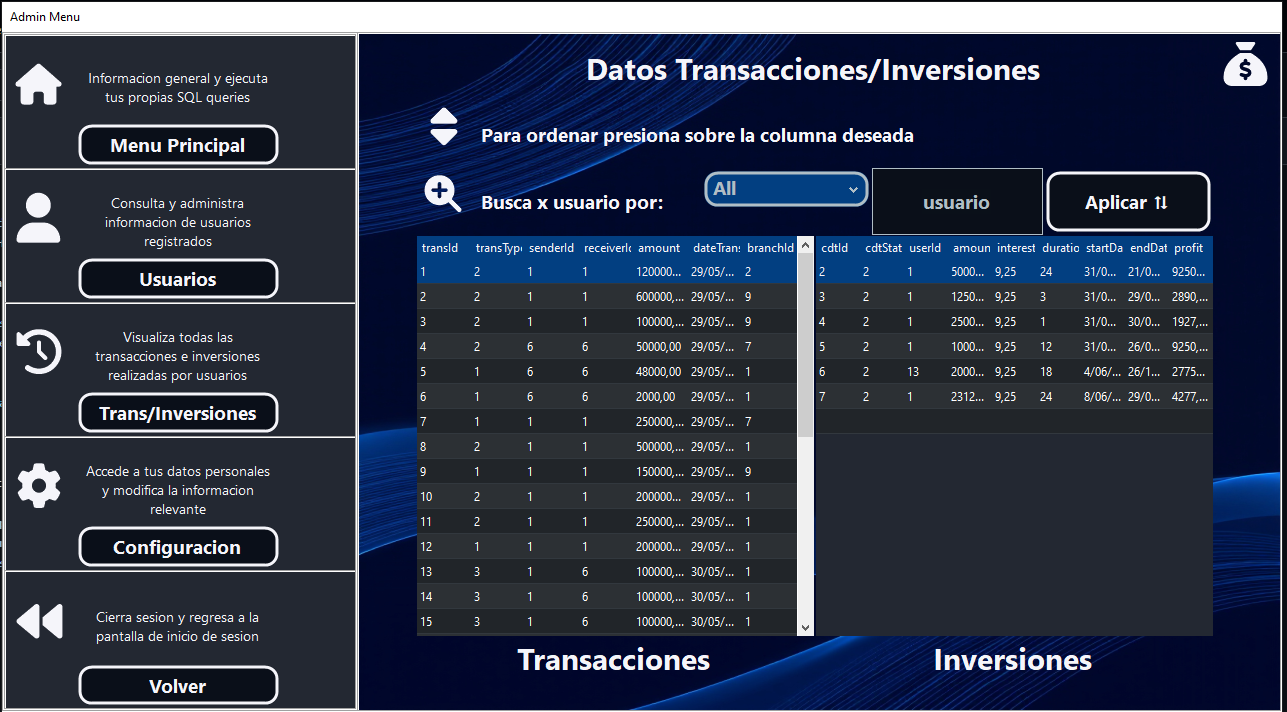 Admin Menu
Informacion general y ejecuta
tus propias SQL queries
Menu Principal
Consulta y administra
informacion de usuarios
registrados
Usuarios
Visualiza todas las
transacciones e inversiones
realizadas por usuarios
Trans/Inversiones
Accede a tus datos personales
y modifica la informacion
relevante
Configuracion
Cierra sesion y regresa a la
pantalla de inicio de sesion
Volver
Datos Transacciones/Inversiones
$
Para ordenar presiona sobre la columna deseada
Busca x usuario por:
All
usuario
Aplicar ⇅
transId transType senderId receiverId amount dateTrans branchId
1 2 1 1 120000... 29/05/... 2
2 2 1 1 600000,... 29/05/... 9
3 2 1 1 100000,... 29/05/... 9
4 2 6 6 50000,00 29/05/... 7
5 1 6 6 48000,00 29/05/... 1
6 1 6 6 2000,00 29/05/... 1
7 1 1 1 250000,... 29/05/... 7
8 2 1 1 500000,... 29/05/... 1
9 1 1 1 150000,... 29/05/... 9
10 2 1 1 200000... 29/05/... 1
11 2 1 1 250000,... 29/05/... 1
12 1 1 1 200000... 29/05/... 1
13 3 1 6 100000,... 30/05/... 1
14 3 1 6 100000,... 30/05/... 1
15 3 1 6 100000,... 30/05/... 1
cdtId cdtStat userId amoun interest duratio startDa endDat profit
2 2 1 5000... 9,25 24 31/0... 21/0... 9250...
3 2 1 1250... 9,25 3 31/0... 29/0... 2890,...
4 2 1 2500... 9,25 1 31/0... 30/0... 1927,...
5 2 1 1000... 9,25 12 31/0... 26/0... 9250,...
6 2 13 2000... 9,25 18 4/06/... 26/1... 2775...
7 2 1 2312... 9,25 24 8/06/... 29/0... 4277,...
Transacciones
Inversiones